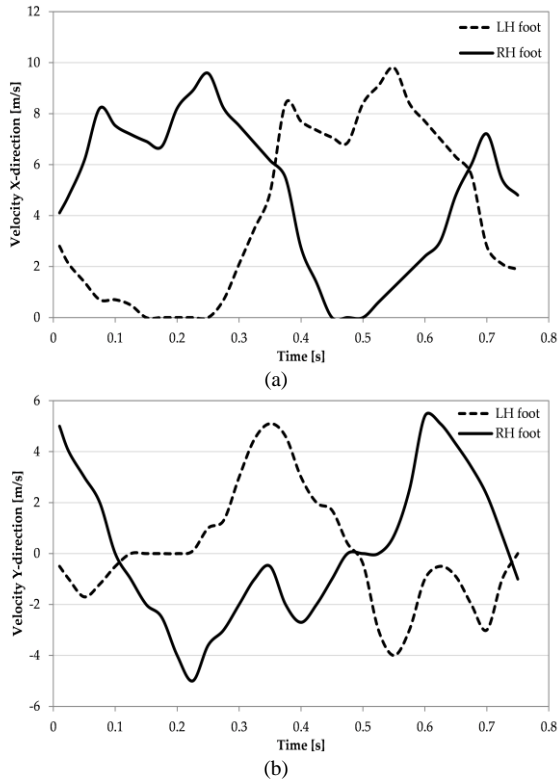 12
LH foot
RH foot
10
8
6
4
2
0
Velocity X-direction [m/s]
0 0.1 0.2 0.3 0.4 0.5 0.6 0.7 0.8
Time [s]
(a)
6
LH foot
RH foot
4
2
0
-2
-4
-6
Velocity Y-direction [m/s]
0 0.1 0.2 0.3 0.4 0.5 0.6 0.7 0.8
Time [s]
(b)